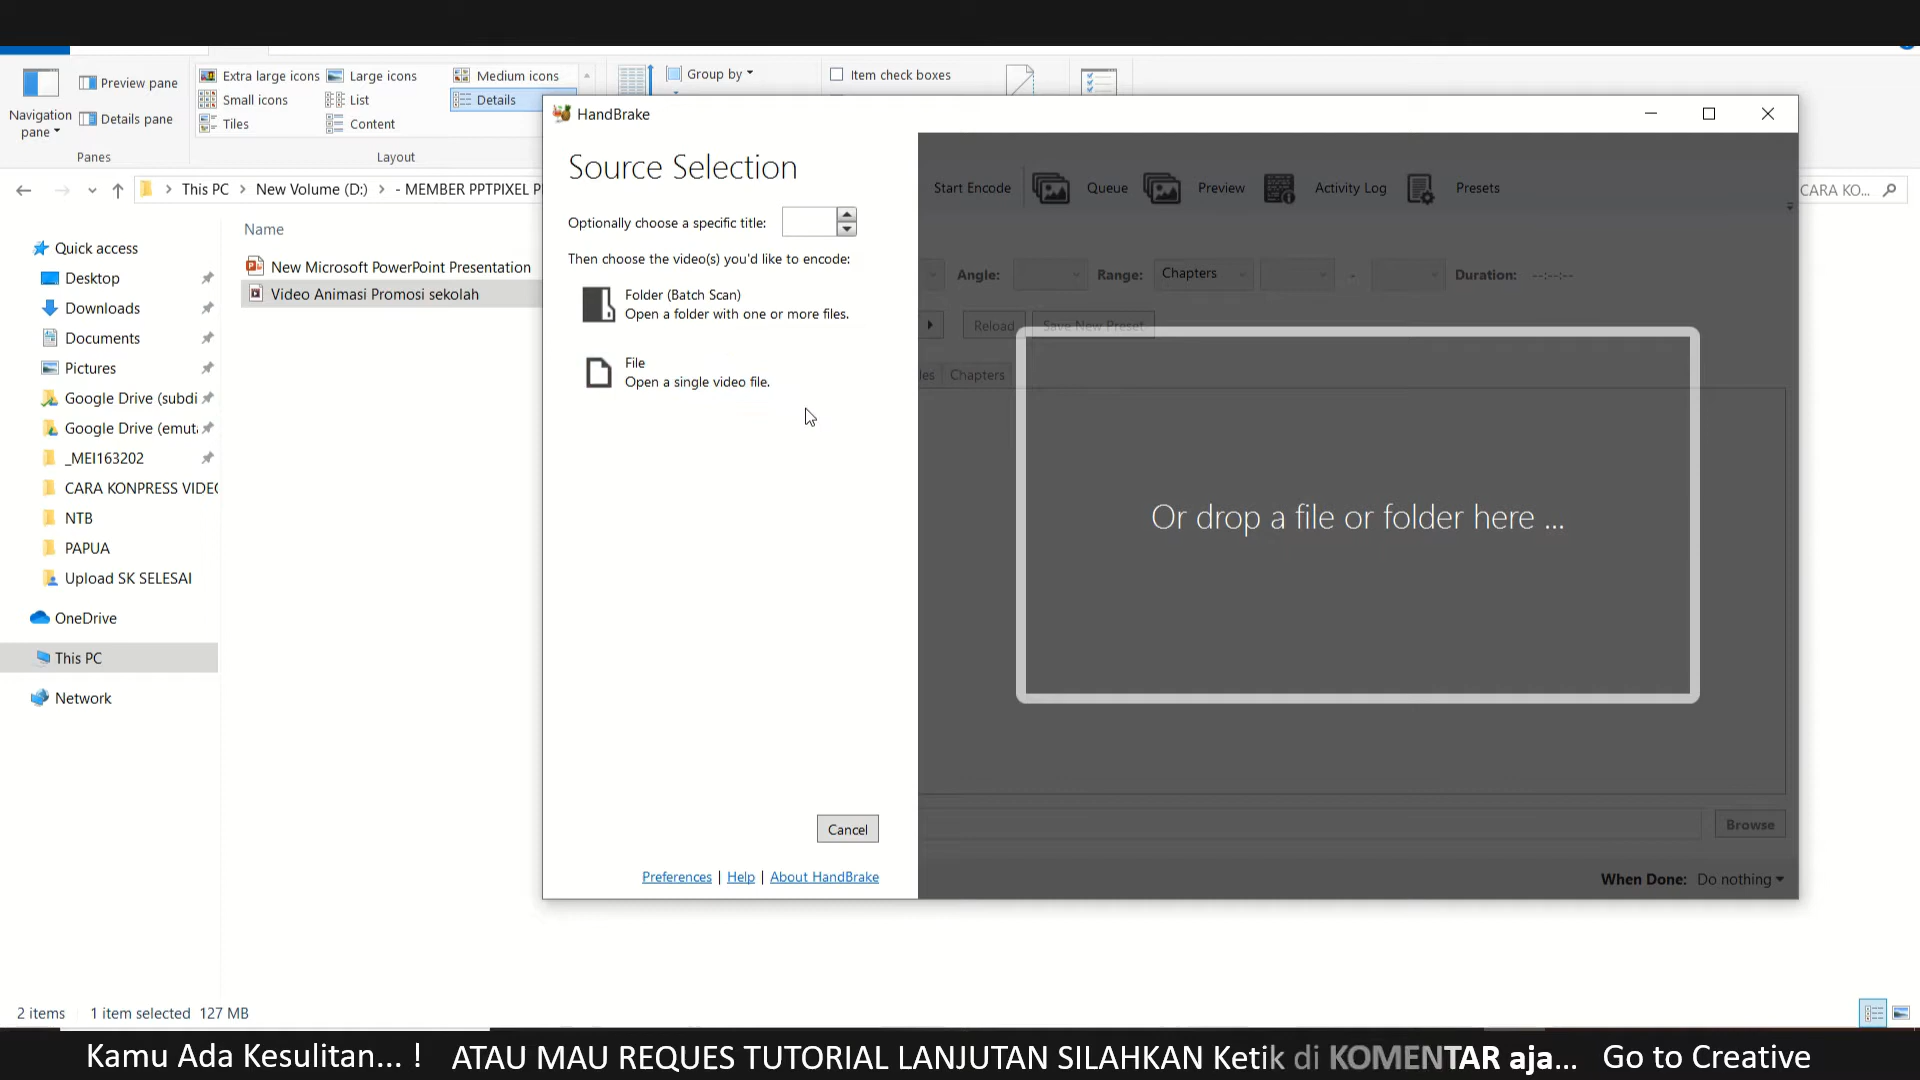 Navigation
pane
Preview pane
Details pane
Panes
Extra large icons
Large icons
Medium icons
Small icons
List
Details
Tiles
Content
Layout
Group by
Item check boxes
This PC > New Volume (D:) > - MEMBER PPTPIXEL P
CARA KO...
Quick access
Desktop
Downloads
Documents
Pictures
Google Drive (subdi
Google Drive (emut
_MEI163202
CARA KONPRESS VIDEO
NTB
PAPUA
Upload SK SELESAI
OneDrive
This PC
Network
Name
New Microsoft PowerPoint Presentation
Video Animasi Promosi sekolah
HandBrake
Source Selection
Optionally choose a specific title:
Then choose the video(s) you'd like to encode:
Folder (Batch Scan)
Open a folder with one or more files.
File
Open a single video file.
Cancel
Preferences | Help | About HandBrake
Start Encode
Queue
Preview
Activity Log
Presets
Angle:
Range:
Chapters
-
Duration:
--:--:--
Reload
Save New Preset
les
Chapters
Or drop a file or folder here ...
Browse
When Done: Do nothing
2 items
1 item selected 127 MB
Kamu Ada Kesulitan... ! ATAU MAU REQUES TUTORIAL LANJUTAN SILAHKAN Ketik di KOMENTAR aja... Go to Creative